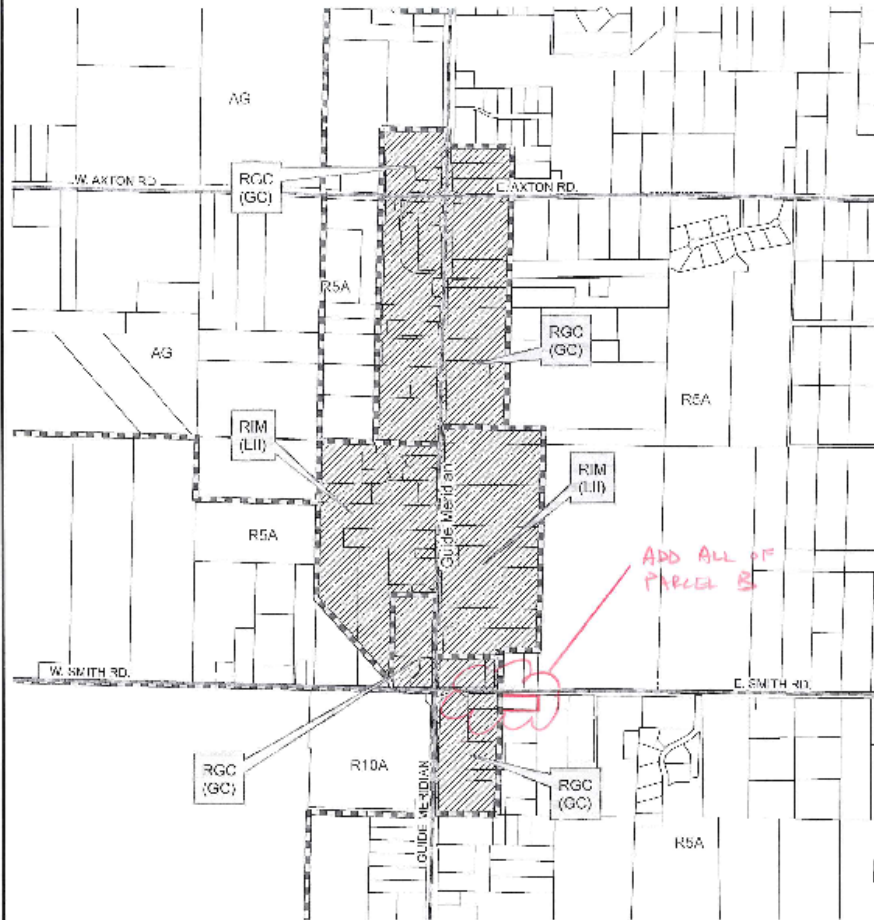 AG
W. AXTON RD.
RGC
(GC)
E. AXTON RD.
R5A
RGC
(GC)
AG
R5A
RIM
(LII)
Guide Meridian
RIM
(LII)
R5A
ADD ALL OF
PARCEL B
W. SMITH RD.
E. SMITH RD.
RGC
(GC)
R10A
GUIDE MERIDIAN
RGC
(GC)
R5A